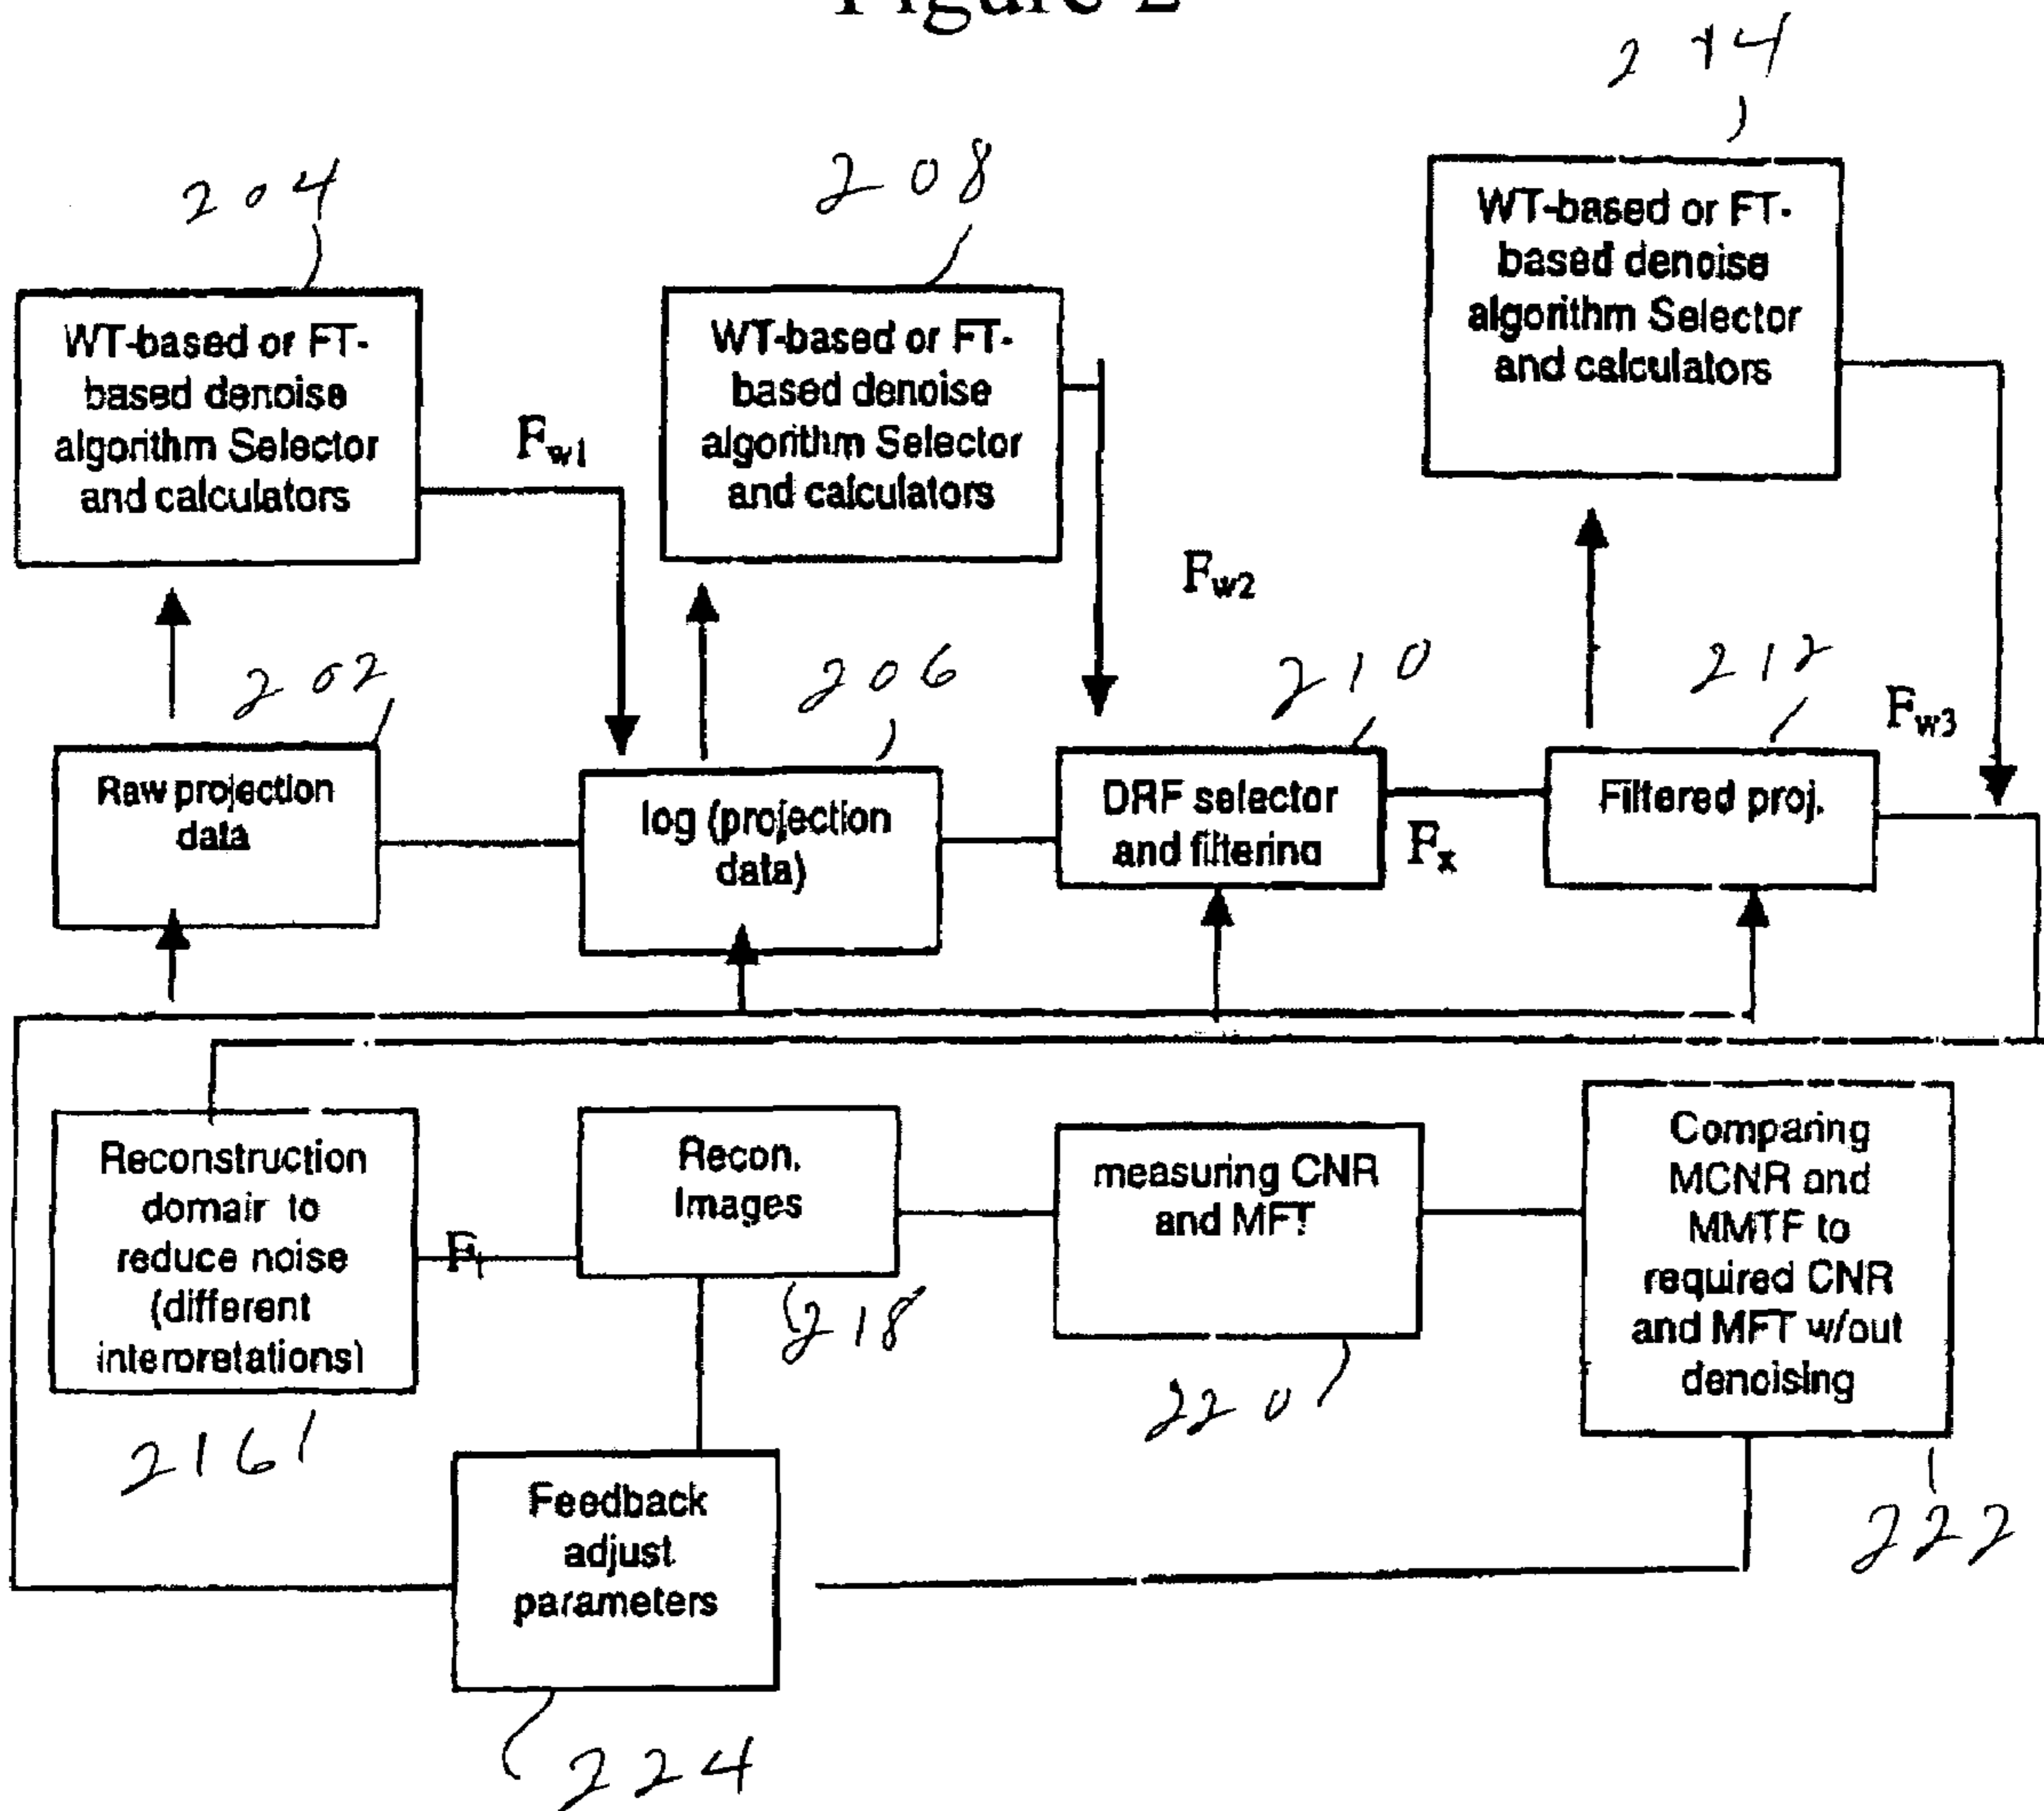 Figure 2
214
204
208
WT-based or FT-
based denoise
algorithm Selector
and calculators
WT-based or FT-
based denoise
algorithm Selector
and calculators
WT-based or FT-
based denoise
algorithm Selector
and calculators
Fw1
Fw2
Fw3
202
206
210
212
Raw projection
data
log (projection
data)
DRF selector
and filtering
Fx
Filtered proj.
Reconstruction
domair to
reduce noise
(different
interpretations)
Recon.
Images
measuring CNR
and MFT
Comparing
MCNR and
MMTF to
required CNR
and MFT w/out
denoising
216
218
220
222
Feedback
adjust
parameters
224